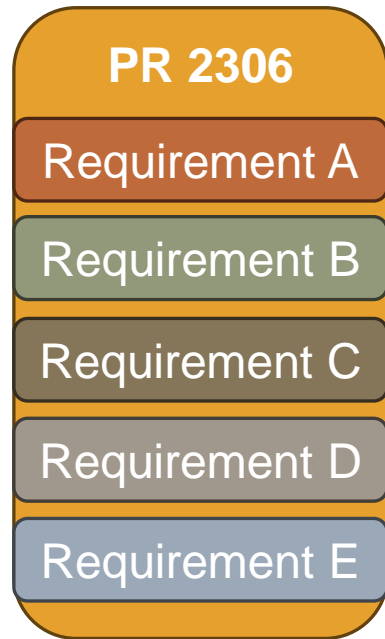 PR 2306
Requirement A
Requirement B
Requirement C
Requirement D
Requirement E